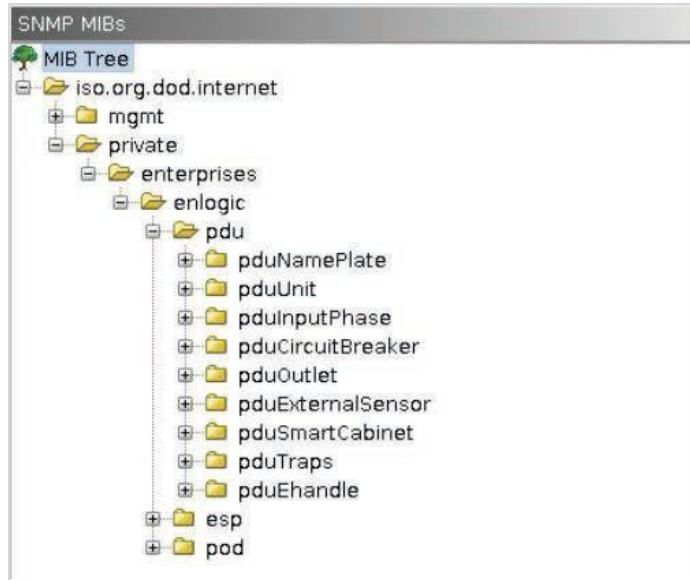 SNMP MIBs
MIB Tree
iso.org.dod.internet
mgmt
private
enterprises
enlogic
pdu
pduNamePlate
pduUnit
pduInputPhase
pduCircuitBreaker
pduOutlet
pduExternalSensor
pduSmartCabinet
pduTraps
pduEhandle
esp
pod